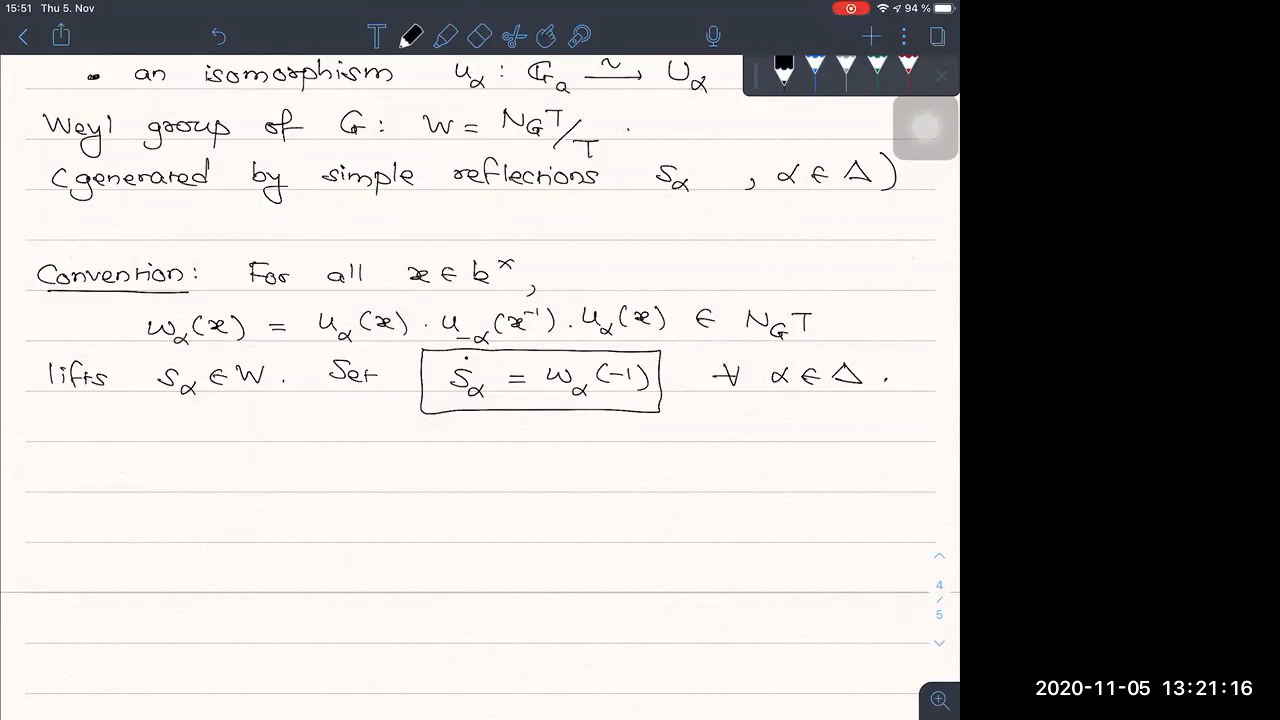 15:51 Thu 5. Nov 94 %
• an isomorphism u_α : 𝔾_a ⥲ U_α
Weyl group of G : W = N_G T / T .
(generated by simple reflections s_α , α ∈ Δ)
Convention : For all x ∈ k^× ,
w_α(x) = u_α(x) · u_{-α}(x^{-1}) · u_α(x) ∈ N_G T
lifts s_α ∈ W . Set ṡ_α = w_α(-1) ∀ α ∈ Δ .
4
/
5
2020-11-05 13:21:16